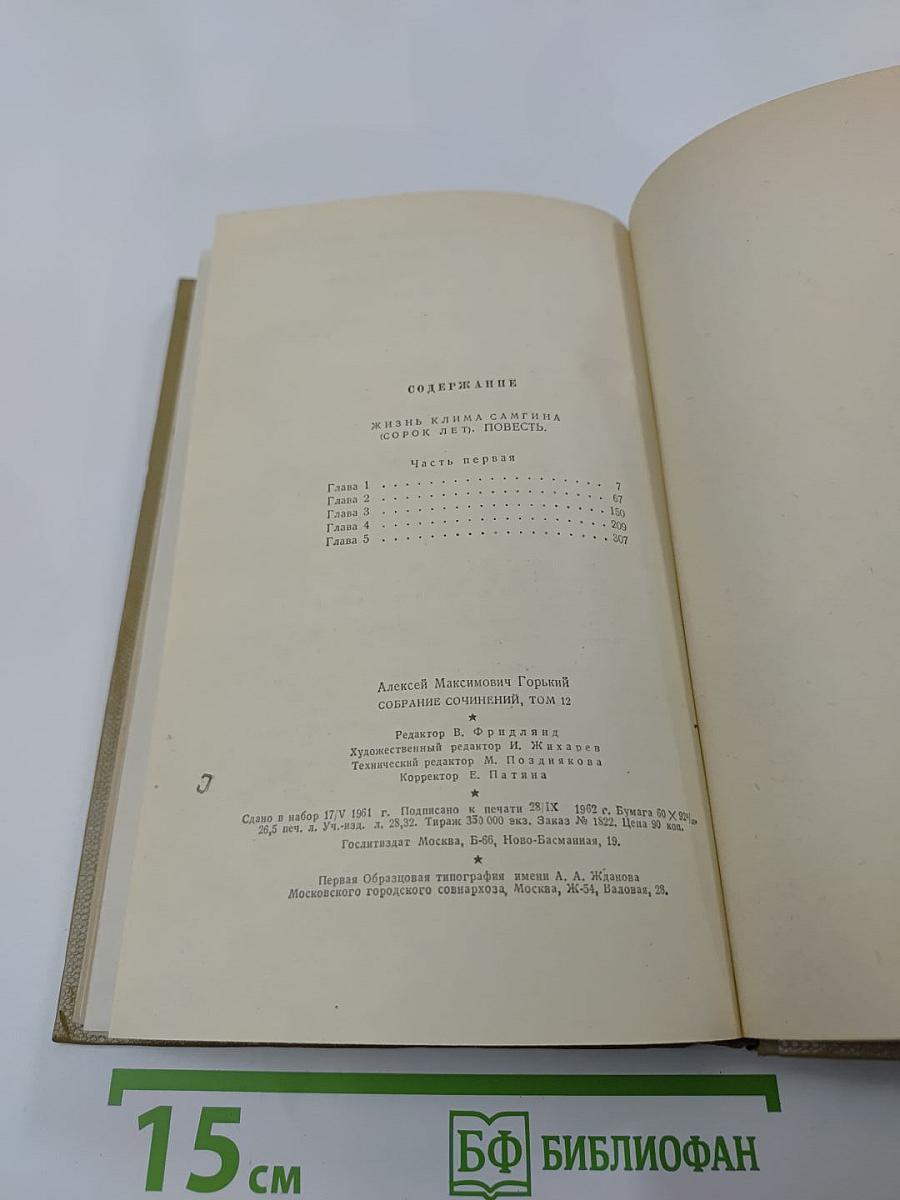 СОДЕРЖАНИЕ
ЖИЗНЬ КЛИМА САМГИНА
(СОРОК ЛЕТ). ПОВЕСТЬ.
Часть первая
Глава 1 . . . . . . . . . . . . . . . . . . . 7
Глава 2 . . . . . . . . . . . . . . . . . . . 67
Глава 3 . . . . . . . . . . . . . . . . . . . 150
Глава 4 . . . . . . . . . . . . . . . . . . . 209
Глава 5 . . . . . . . . . . . . . . . . . . . 307
Алексей Максимович Горький
СОБРАНИЕ СОЧИНЕНИЙ, ТОМ 12
★
Редактор В. Фридлянд
Художественный редактор И. Жихарев
Технический редактор М. Позднякова
Корректор Е. Патина
★
Сдано в набор 17/V 1961 г. Подписано к печати 28/IX 1962 г. Бумага 60 × 92¹/₁₆.
26,5 печ. л. Уч.-изд. л. 28,32. Тираж 350 000 экз. Заказ № 1822. Цена 90 коп.
Гослитиздат Москва, Б-66, Ново-Басманная, 19.
★
Первая Образцовая типография имени А. А. Жданова
Московского городского совнархоза, Москва, Ж-54, Валовая, 28.
15 см
БФ БИБЛИОФАН